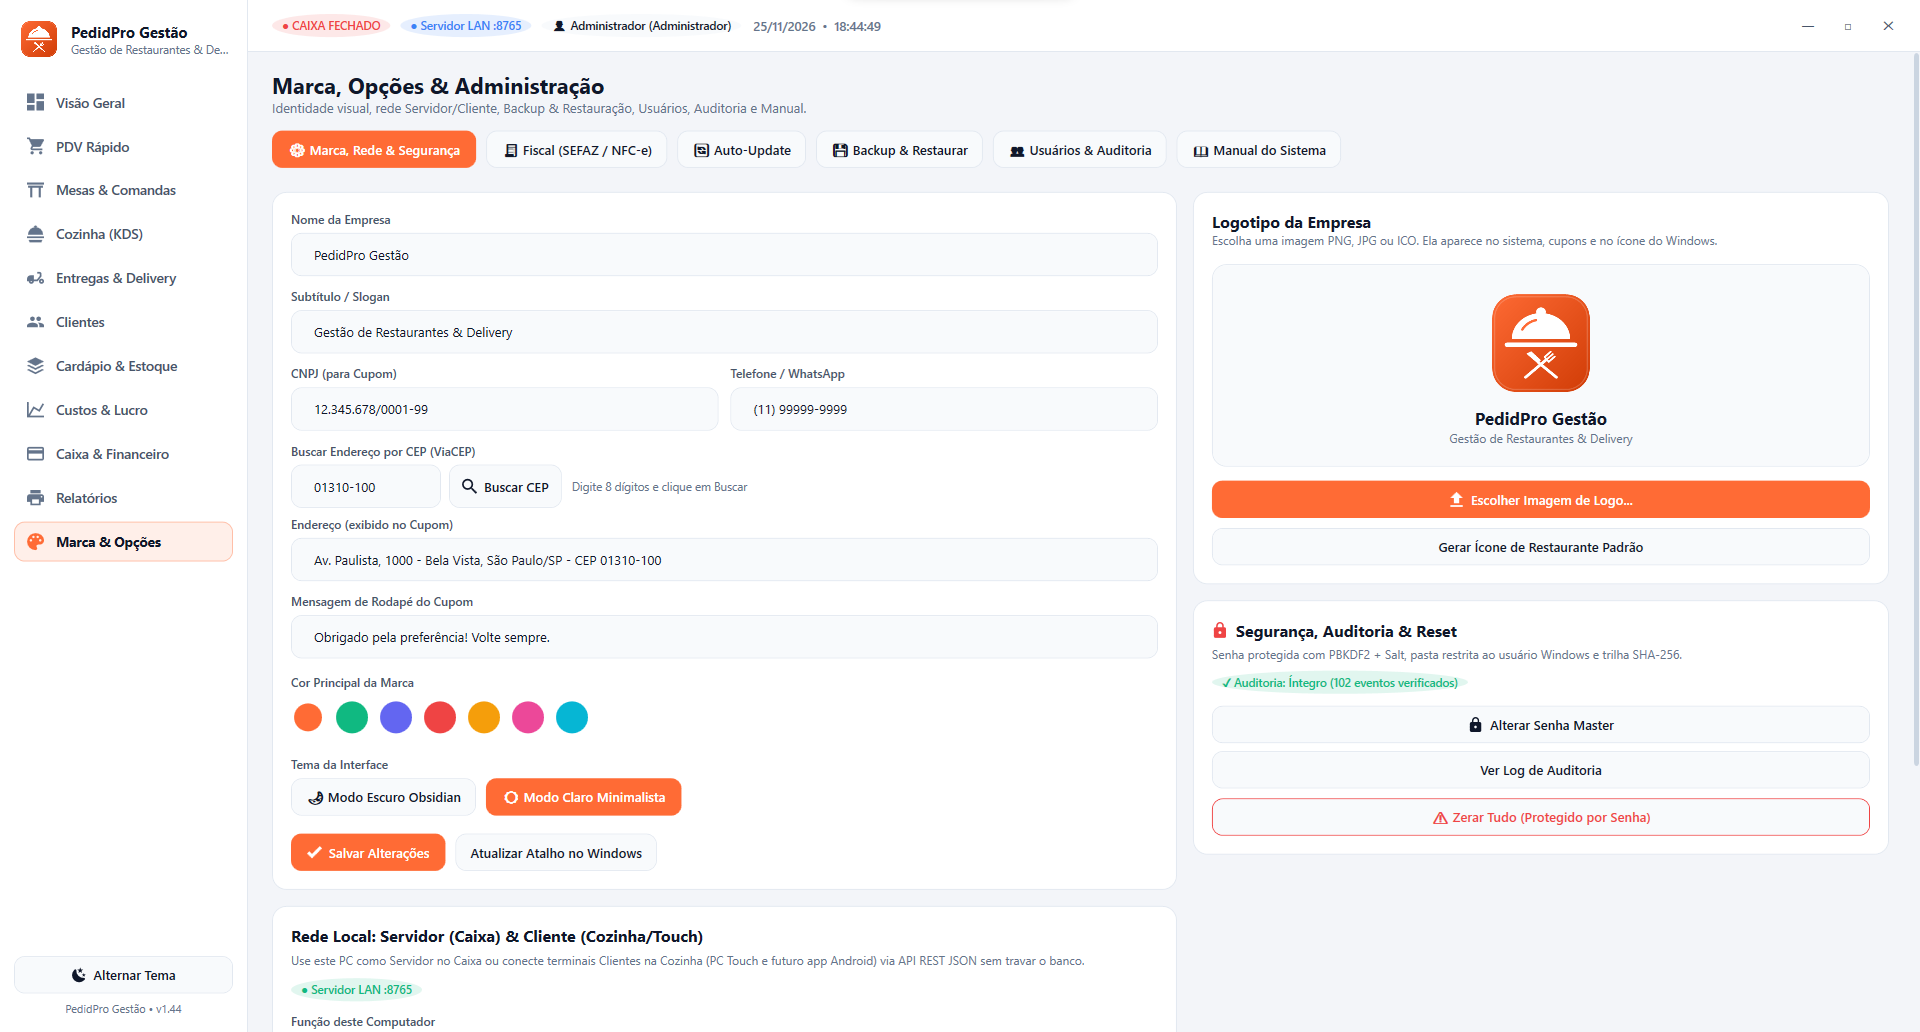 PedidPro Gestão
Gestão de Restaurantes & De...
Visão Geral
PDV Rápido
Mesas & Comandas
Cozinha (KDS)
Entregas & Delivery
Clientes
Cardápio & Estoque
Custos & Lucro
Caixa & Financeiro
Relatórios
Marca & Opções
Alternar Tema
PedidPro Gestão • v1.44
● CAIXA FECHADO
● Servidor LAN :8765
Administrador (Administrador)
25/11/2026 • 18:44:49
Marca, Opções & Administração
Identidade visual, rede Servidor/Cliente, Backup & Restauração, Usuários, Auditoria e Manual.
Marca, Rede & Segurança
Fiscal (SEFAZ / NFC-e)
Auto-Update
Backup & Restaurar
Usuários & Auditoria
Manual do Sistema
Nome da Empresa
PedidPro Gestão
Subtítulo / Slogan
Gestão de Restaurantes & Delivery
CNPJ (para Cupom)
12.345.678/0001-99
Telefone / WhatsApp
(11) 99999-9999
Buscar Endereço por CEP (ViaCEP)
01310-100
Buscar CEP
Digite 8 dígitos e clique em Buscar
Endereço (exibido no Cupom)
Av. Paulista, 1000 - Bela Vista, São Paulo/SP - CEP 01310-100
Mensagem de Rodapé do Cupom
Obrigado pela preferência! Volte sempre.
Cor Principal da Marca
Tema da Interface
Modo Escuro Obsidian
Modo Claro Minimalista
Salvar Alterações
Atualizar Atalho no Windows
Rede Local: Servidor (Caixa) & Cliente (Cozinha/Touch)
Use este PC como Servidor no Caixa ou conecte terminais Clientes na Cozinha (PC Touch e futuro app Android) via API REST JSON sem travar o banco.
● Servidor LAN :8765
Função deste Computador
Logotipo da Empresa
Escolha uma imagem PNG, JPG ou ICO. Ela aparece no sistema, cupons e no ícone do Windows.
PedidPro Gestão
Gestão de Restaurantes & Delivery
Escolher Imagem de Logo...
Gerar Ícone de Restaurante Padrão
Segurança, Auditoria & Reset
Senha protegida com PBKDF2 + Salt, pasta restrita ao usuário Windows e trilha SHA-256.
✓ Auditoria: Íntegro (102 eventos verificados)
Alterar Senha Master
Ver Log de Auditoria
⚠ Zerar Tudo (Protegido por Senha)